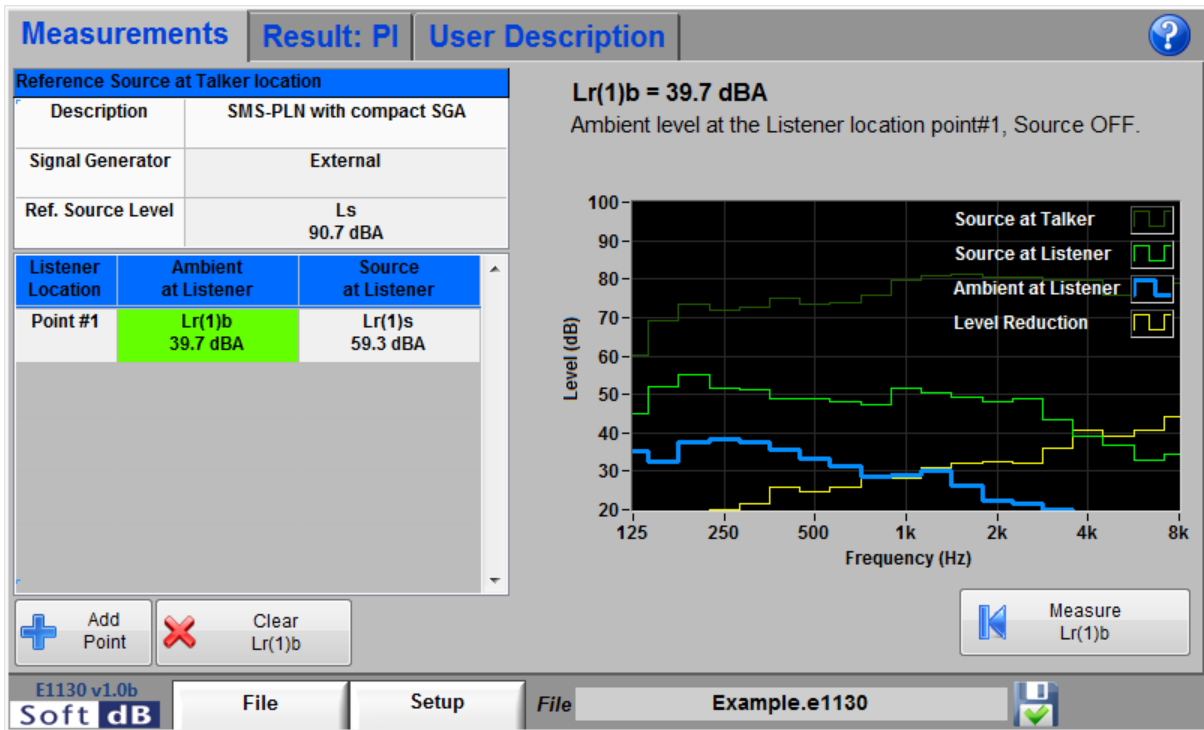 Measurements Result: PI User Description
?
Reference Source at Talker location
Description SMS-PLN with compact SGA
Signal Generator External
Ref. Source Level Ls
90.7 dBA
Listener Location Ambient at Listener Source at Listener
Point #1 Lr(1)b Lr(1)s
39.7 dBA 59.3 dBA
Add Point
Clear Lr(1)b
Lr(1)b = 39.7 dBA
Ambient level at the Listener location point#1, Source OFF.
Source at Talker
Source at Listener
Ambient at Listener
Level Reduction
Level (dB)
100
90
80
70
60
50
40
30
20
125 250 500 1k 2k 4k 8k
Frequency (Hz)
Measure Lr(1)b
E1130 v1.0b
Soft dB
File Setup File Example.e1130